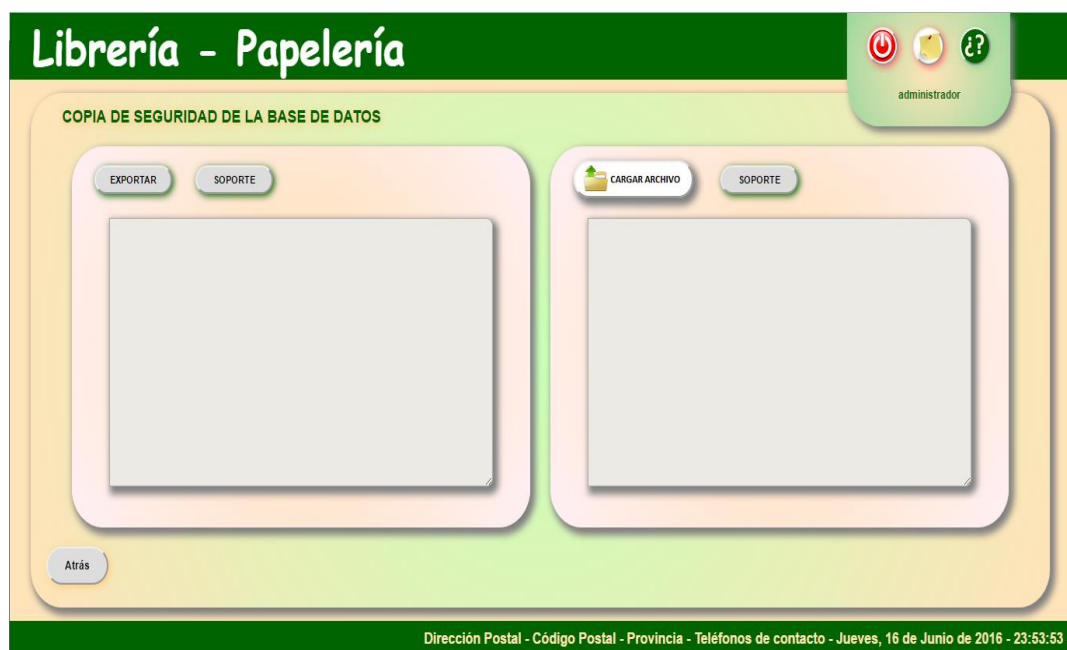 Librería - Papelería
¿?
administrador
COPIA DE SEGURIDAD DE LA BASE DE DATOS
EXPORTAR SOPORTE
CARGAR ARCHIVO SOPORTE
Atrás
Dirección Postal - Código Postal - Provincia - Teléfonos de contacto - Jueves, 16 de Junio de 2016 - 23:53:53